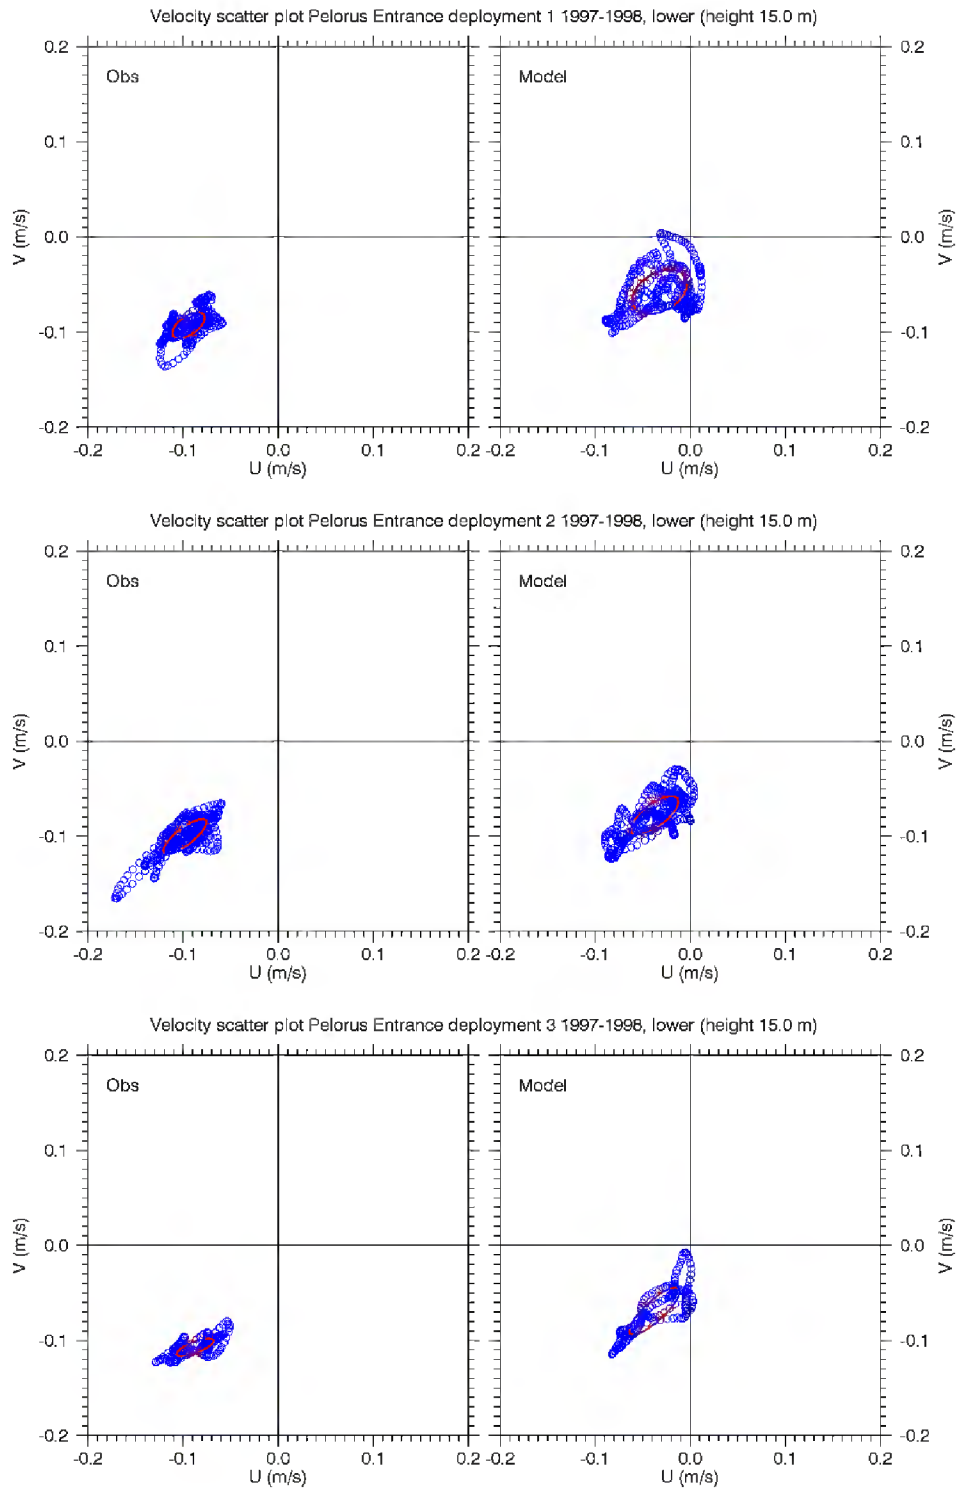 Velocity scatter plot Pelorus Entrance deployment 1 1997-1998, lower (height 15.0 m)
Obs
Model
0.2
0.1
0.0
-0.1
-0.2
V (m/s)
0.2
0.1
0.0
-0.1
-0.2
V (m/s)
-0.2 -0.1 0.0 0.1 0.2
U (m/s)
-0.2 -0.1 0.0 0.1 0.2
U (m/s)
Velocity scatter plot Pelorus Entrance deployment 2 1997-1998, lower (height 15.0 m)
Obs
Model
0.2
0.1
0.0
-0.1
-0.2
V (m/s)
0.2
0.1
0.0
-0.1
-0.2
V (m/s)
-0.2 -0.1 0.0 0.1 0.2
U (m/s)
-0.2 -0.1 0.0 0.1 0.2
U (m/s)
Velocity scatter plot Pelorus Entrance deployment 3 1997-1998, lower (height 15.0 m)
Obs
Model
0.2
0.1
0.0
-0.1
-0.2
V (m/s)
0.2
0.1
0.0
-0.1
-0.2
V (m/s)
-0.2 -0.1 0.0 0.1 0.2
U (m/s)
-0.2 -0.1 0.0 0.1 0.2
U (m/s)